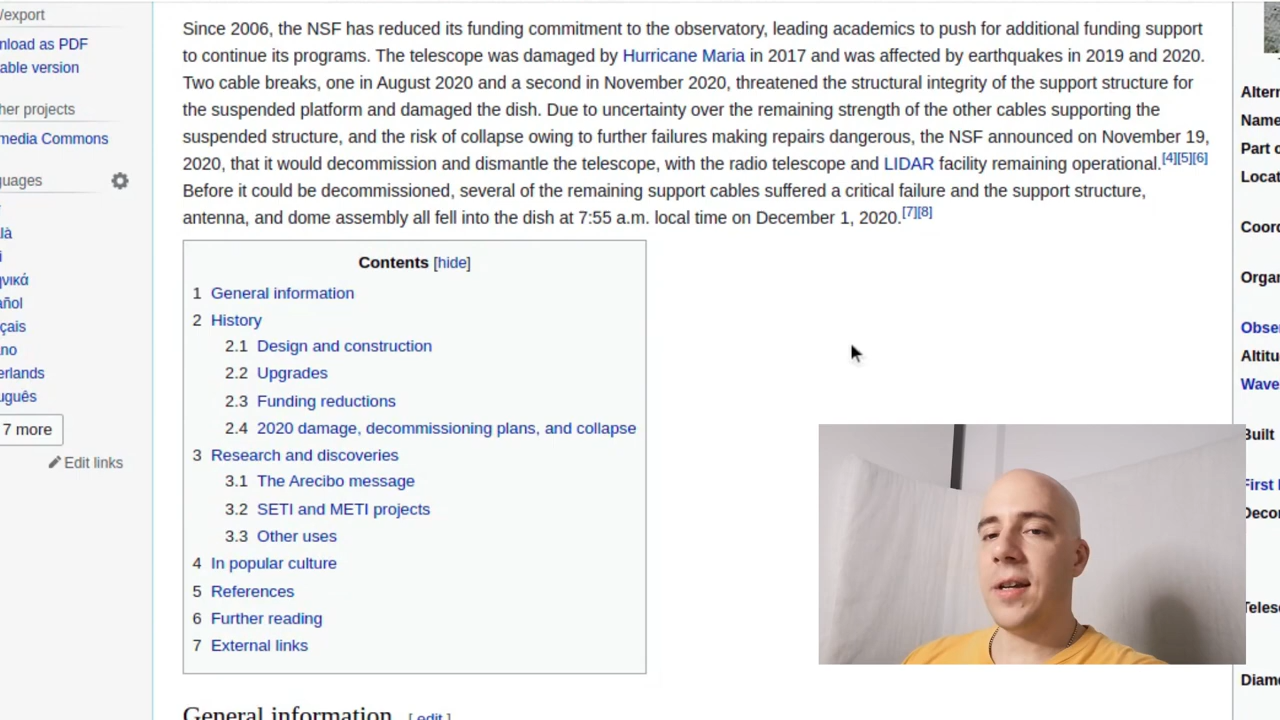 /export
nload as PDF
table version
her projects
media Commons
guages
là
i
ηνικά
añol
çais
no
erlands
uguês
7 more
Edit links
Since 2006, the NSF has reduced its funding commitment to the observatory, leading academics to push for additional funding support
to continue its programs. The telescope was damaged by Hurricane Maria in 2017 and was affected by earthquakes in 2019 and 2020.
Two cable breaks, one in August 2020 and a second in November 2020, threatened the structural integrity of the support structure for
the suspended platform and damaged the dish. Due to uncertainty over the remaining strength of the other cables supporting the
suspended structure, and the risk of collapse owing to further failures making repairs dangerous, the NSF announced on November 19,
2020, that it would decommission and dismantle the telescope, with the radio telescope and LIDAR facility remaining operational.[4][5][6]
Before it could be decommissioned, several of the remaining support cables suffered a critical failure and the support structure,
antenna, and dome assembly all fell into the dish at 7:55 a.m. local time on December 1, 2020.[7][8]
Contents [hide]
1 General information
2 History
2.1 Design and construction
2.2 Upgrades
2.3 Funding reductions
2.4 2020 damage, decommissioning plans, and collapse
3 Research and discoveries
3.1 The Arecibo message
3.2 SETI and METI projects
3.3 Other uses
4 In popular culture
5 References
6 Further reading
7 External links
General information [ edit ]
Altern
Name
Part o
Locat
Coord
Organ
Obser
Altitu
Wave
Built
First l
Decor
Teles
Diame